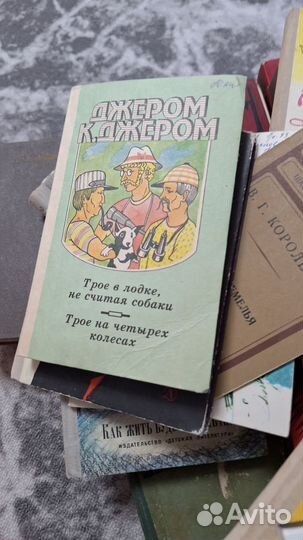 ДЖЕРОМ
К. ДЖЕРОМ
Трое в лодке,
не считая собаки
Трое на четырех
колесах
В. Г. КОРОЛ
КАК ЖИТЬ
ИЗДАТЕЛЬСТВО «ДЕТСКАЯ ЛИТЕРАТУРА»
Avito